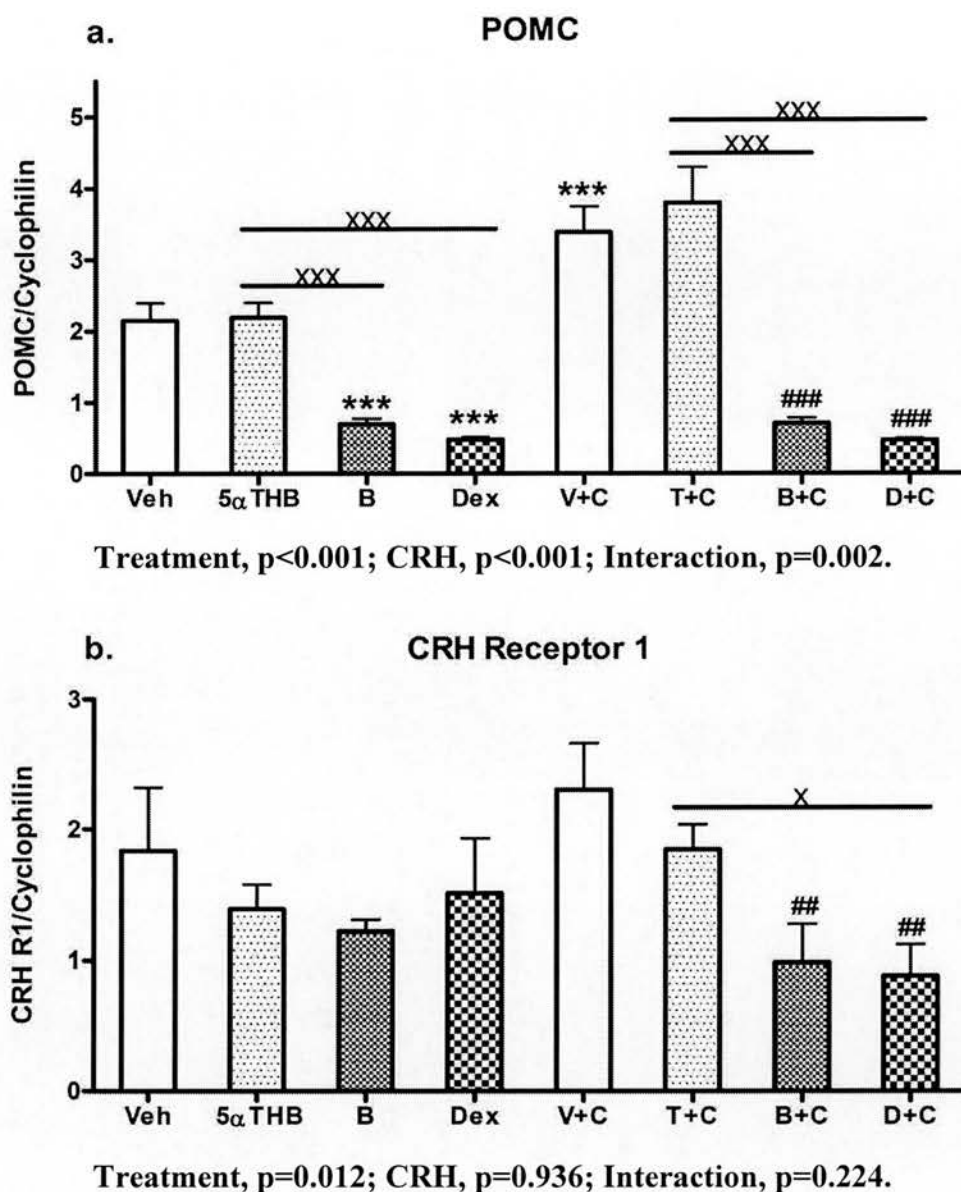 a.
POMC
POMC/Cyclophilin
5
4
3
2
1
0
XXX
XXX
XXX
XXX
***
***
***
###
###
Veh 5α THB B Dex V+C T+C B+C D+C
Treatment, p<0.001; CRH, p<0.001; Interaction, p=0.002.
b.
CRH Receptor 1
CRH R1/Cyclophilin
3
2
1
0
X
##
##
Veh 5α THB B Dex V+C T+C B+C D+C
Treatment, p=0.012; CRH, p=0.936; Interaction, p=0.224.